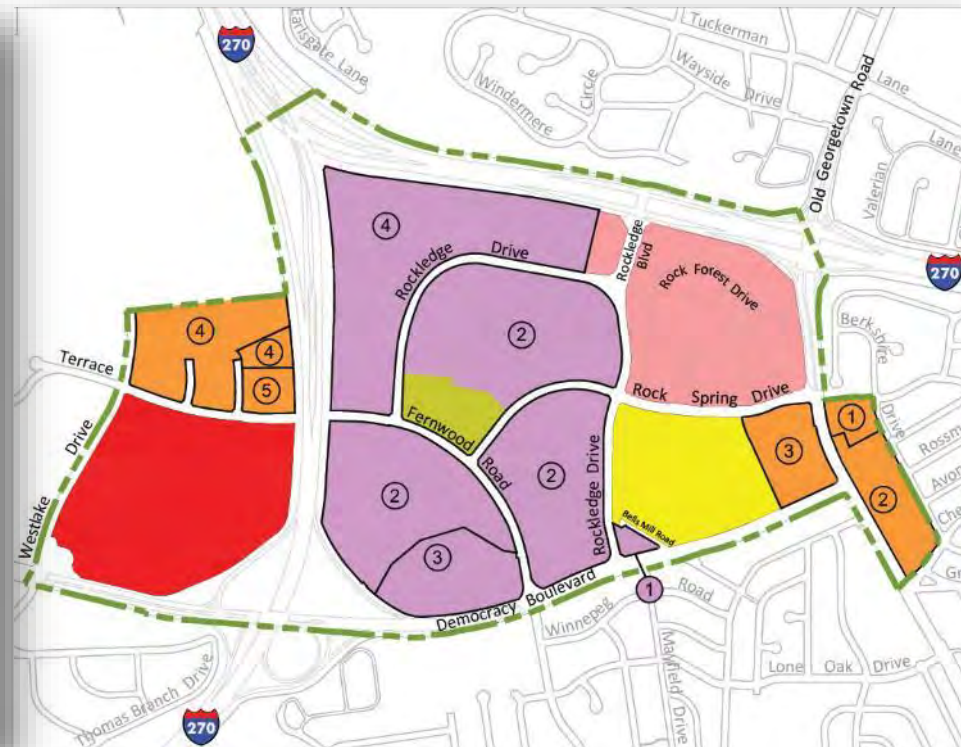 270
Earlsgate Lane
Tuckerman Lane
Wayside Drive
Windermere Circle
Old Georgetown Road
Lane
Valerian
4
Rockledge Drive
Rockledge Blvd
Rock Forest Drive
270
2
4
4
5
Terrace
Berkshire Drive
Rock Spring Drive
1
Rossm
Avon
Che
Gr
Fernwood Road
3
2
Westlake Drive
2
2
Rockledge Drive
Bells Mill Road
3
1
Democracy Boulevard
Winnepeg Road
Mayfield Drive
Lone Oak Drive
Thomas Branch Drive
270